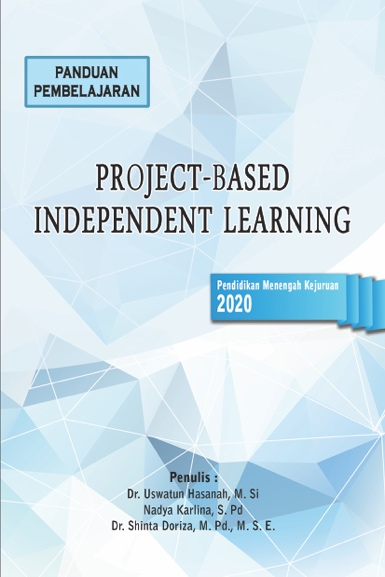 PANDUAN
PEMBELAJARAN
PROJECT-BASED
INDEPENDENT LEARNING
Pendidikan Menengah Kejuruan
2020
Penulis :
Dr. Uswatun Hasanah, M. Si
Nadya Karlina, S. Pd
Dr. Shinta Doriza, M. Pd., M. S. E.